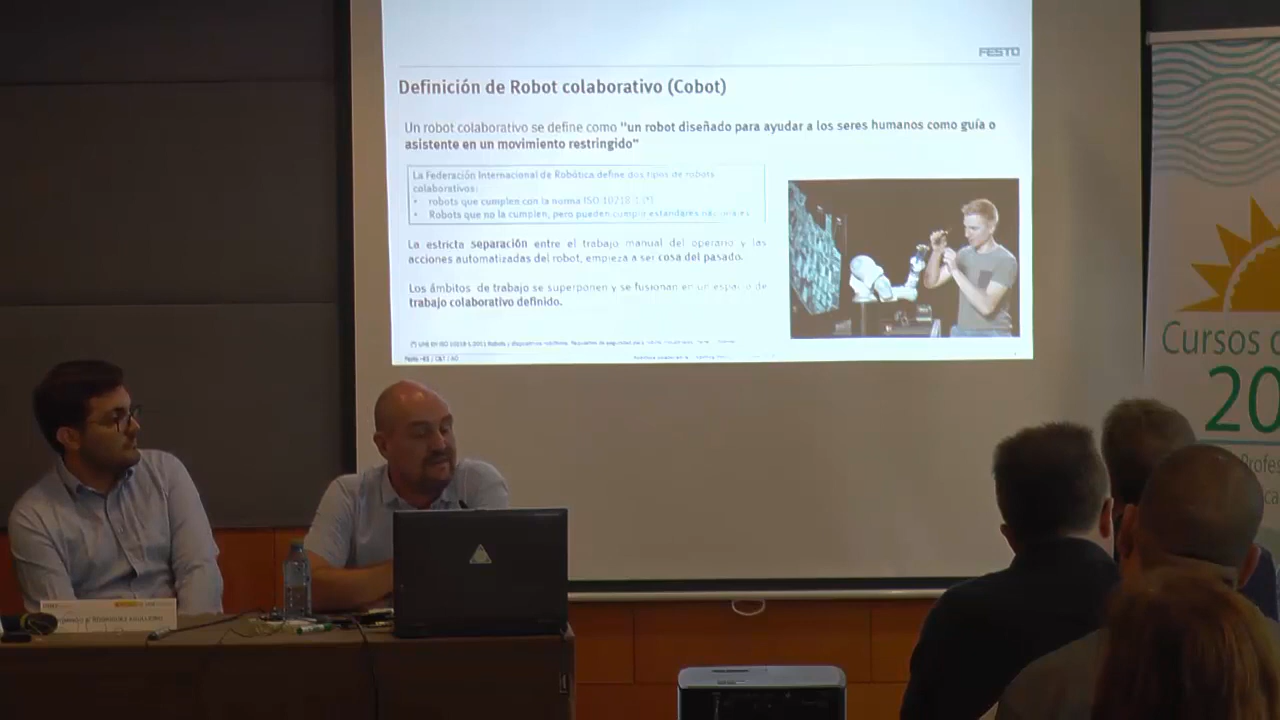 FESTO
Definición de Robot colaborativo (Cobot)
Un robot colaborativo se define como "un robot diseñado para ayudar a los seres humanos como guía o
asistente en un movimiento restringido"
La Federación Internacional de Robótica define dos tipos de robots
colaborativos:
• robots que cumplen con la norma ISO 10218-1 (*)
• Robots que no la cumplen, pero pueden cumplir estándares nacionales
La estricta separación entre el trabajo manual del operario y las
acciones automatizadas del robot, empieza a ser cosa del pasado.
Los ámbitos de trabajo se superponen y se fusionan en un espacio de
trabajo colaborativo definido.
Cursos
20